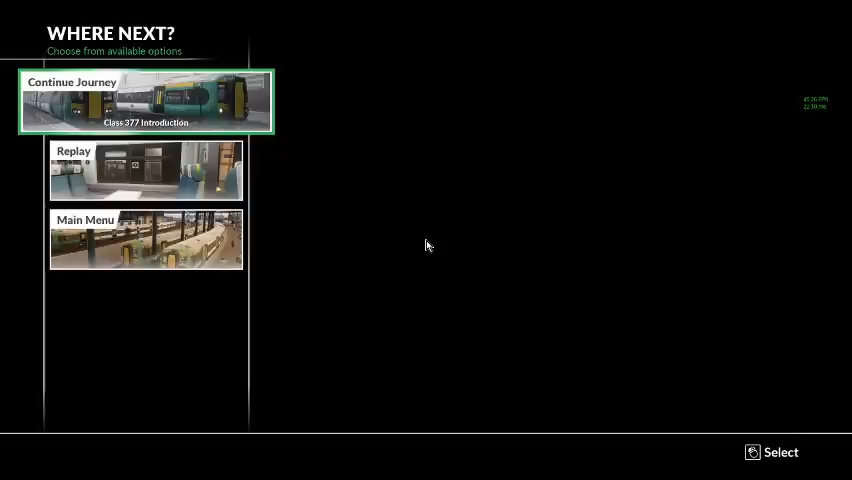 WHERE NEXT?
Choose from available options
Continue Journey
Class 377 Introduction
Replay
Main Menu
Select